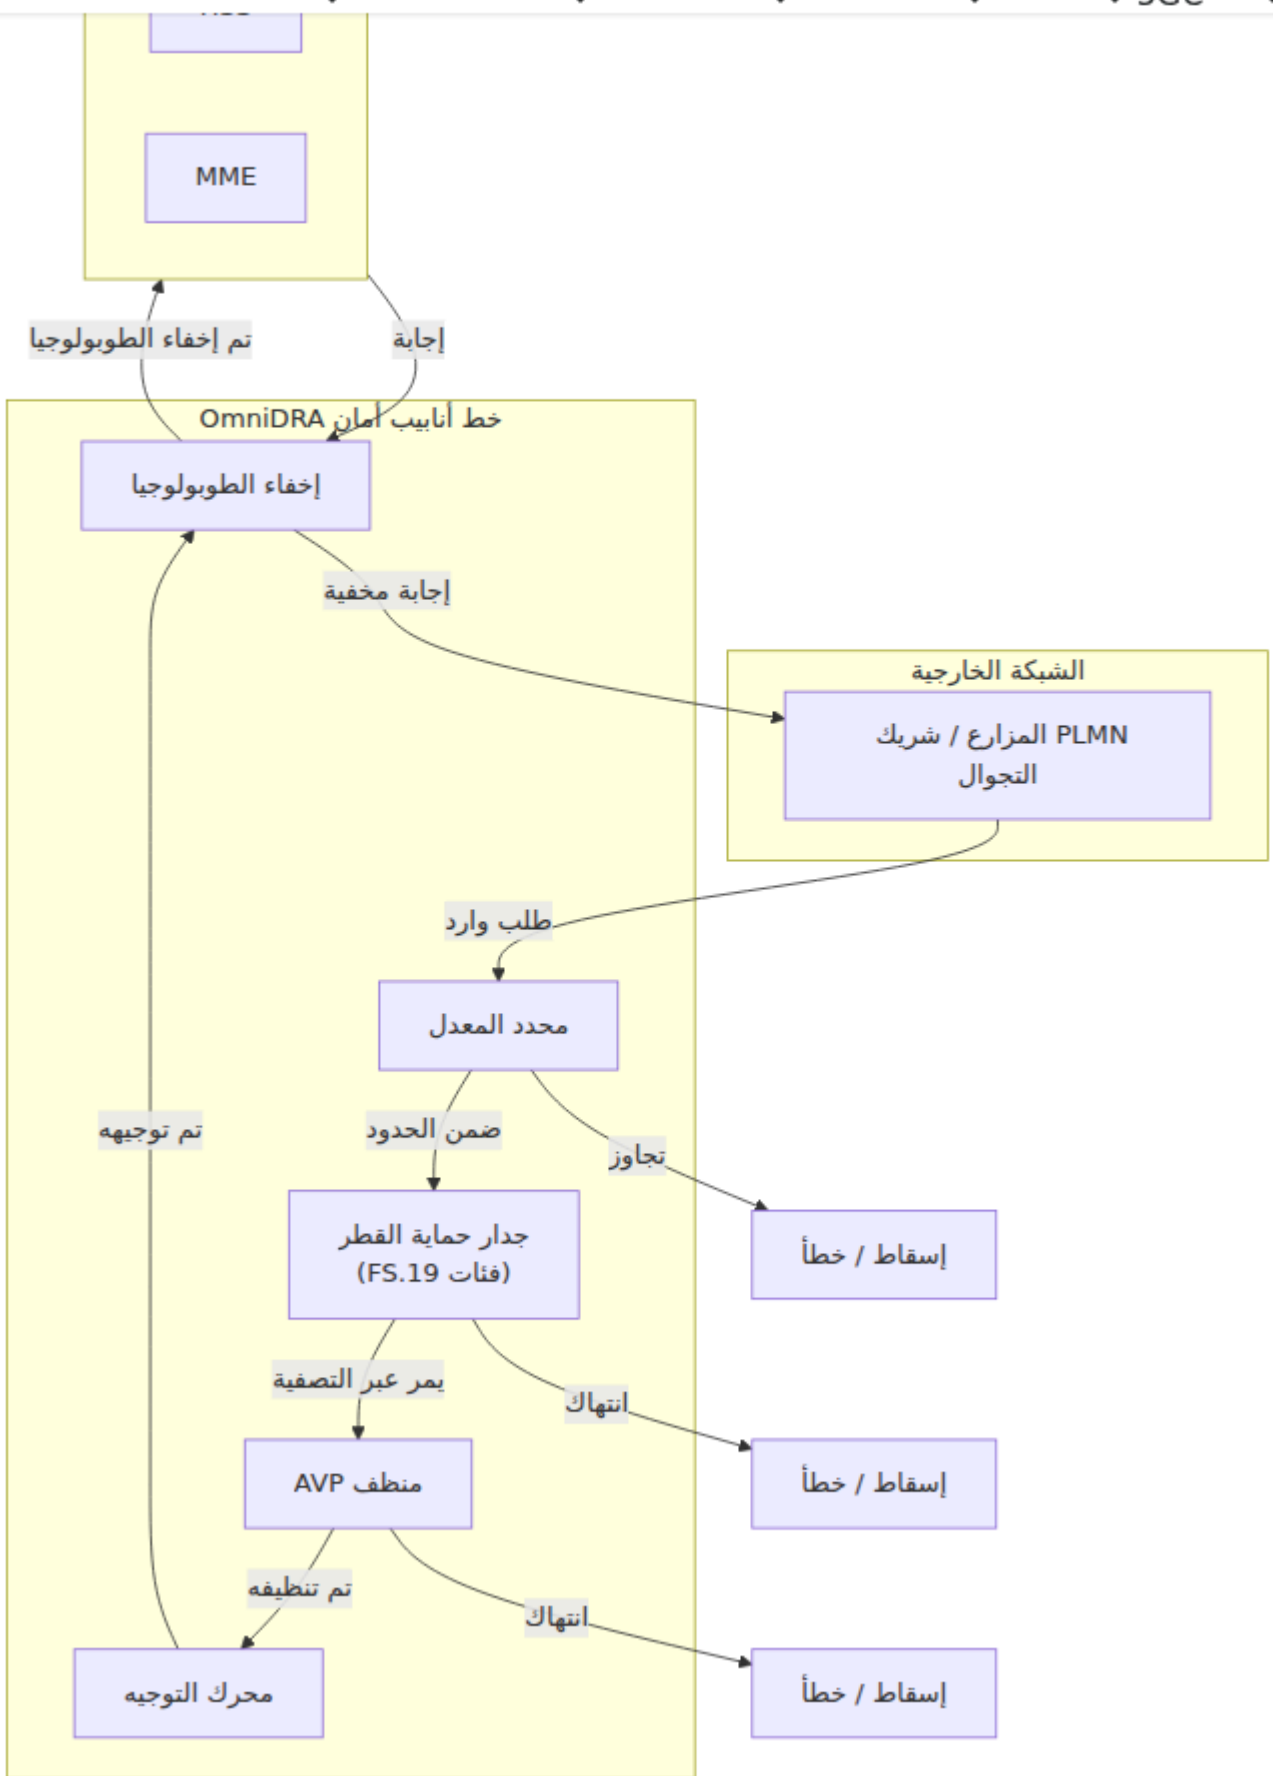 MME
تم إخفاء الطوبولوجيا
إجابة
خط أنابيب أمان OmniDRA
إخفاء الطوبولوجيا
إجابة مخفية
الشبكة الخارجية
PLMN المزارع / شريك
التجوال
طلب وارد
محدد المعدل
تم توجيهه
ضمن الحدود
تجاوز
جدار حماية القطر
(فئات FS.19)
إسقاط / خطأ
يمر عبر التصفية
انتهاك
منظف AVP
إسقاط / خطأ
تم تنظيفه
انتهاك
محرك التوجيه
إسقاط / خطأ